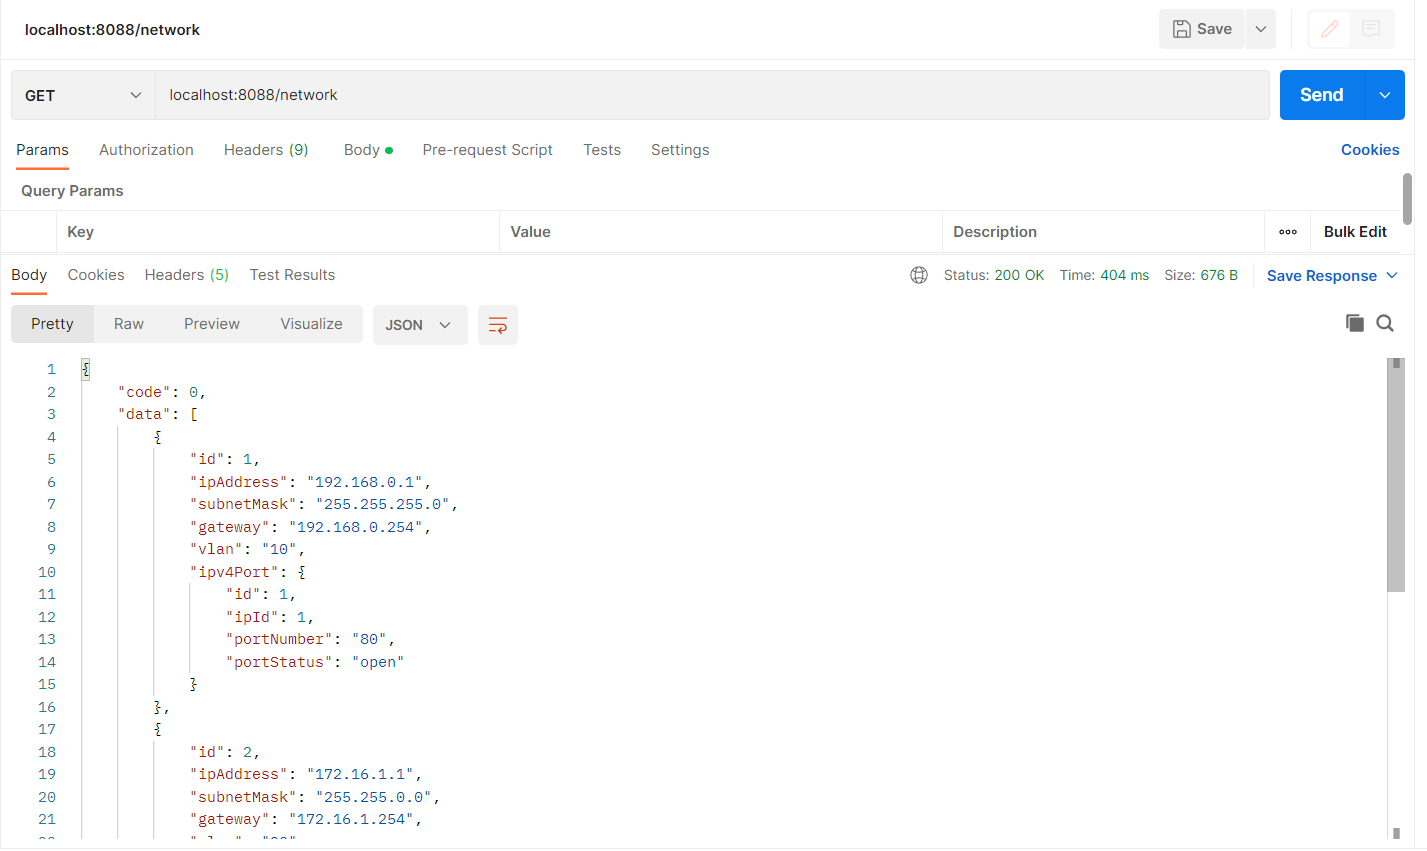 localhost:8088/network
Save
GET
localhost:8088/network
Send
Params Authorization Headers (9) Body Pre-request Script Tests Settings Cookies
Query Params
Key Value Description Bulk Edit
Body Cookies Headers (5) Test Results Status: 200 OK Time: 404 ms Size: 676 B Save Response
Pretty Raw Preview Visualize JSON
1 {
2 "code": 0,
3 "data": [
4 {
5 "id": 1,
6 "ipAddress": "192.168.0.1",
7 "subnetMask": "255.255.255.0",
8 "gateway": "192.168.0.254",
9 "vlan": "10",
10 "ipv4Port": {
11 "id": 1,
12 "ipId": 1,
13 "portNumber": "80",
14 "portStatus": "open"
15 }
16 },
17 {
18 "id": 2,
19 "ipAddress": "172.16.1.1",
20 "subnetMask": "255.255.0.0",
21 "gateway": "172.16.1.254",